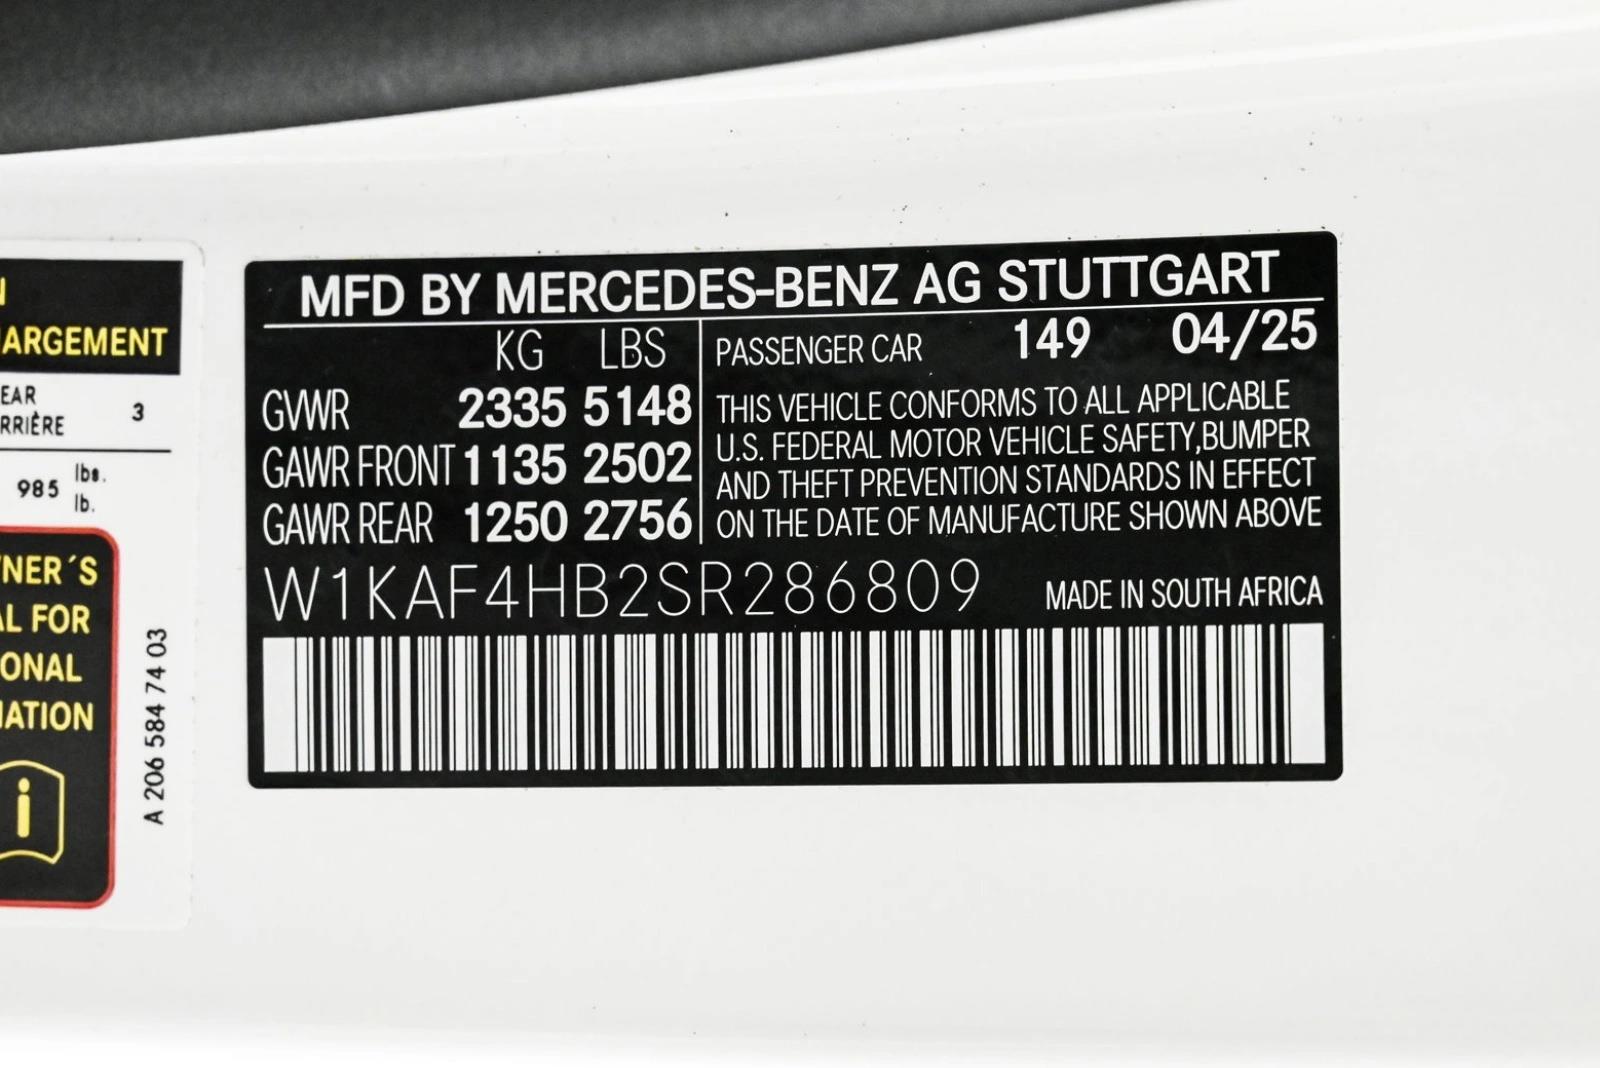 ARGEMENT
EAR 3
RRIÈRE
985 lbs.
lb.
NER´S
L FOR
ONAL
ATION
i
A 206 584 74 03
MFD BY MERCEDES-BENZ AG STUTTGART
KG LBS
GVWR 2335 5148
GAWR FRONT 1135 2502
GAWR REAR 1250 2756
PASSENGER CAR 149 04/25
THIS VEHICLE CONFORMS TO ALL APPLICABLE
U.S. FEDERAL MOTOR VEHICLE SAFETY,BUMPER
AND THEFT PREVENTION STANDARDS IN EFFECT
ON THE DATE OF MANUFACTURE SHOWN ABOVE
W1KAF4HB2SR286809 MADE IN SOUTH AFRICA